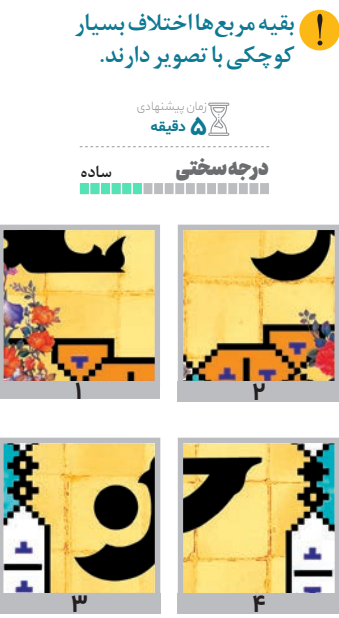 بقیه مربع‌ها اختلاف بسیار
کوچکی با تصویر دارند.
زمان پیشنهادی
۵ دقیقه
درجه‌سختی ساده
۱
۲
۳
۴